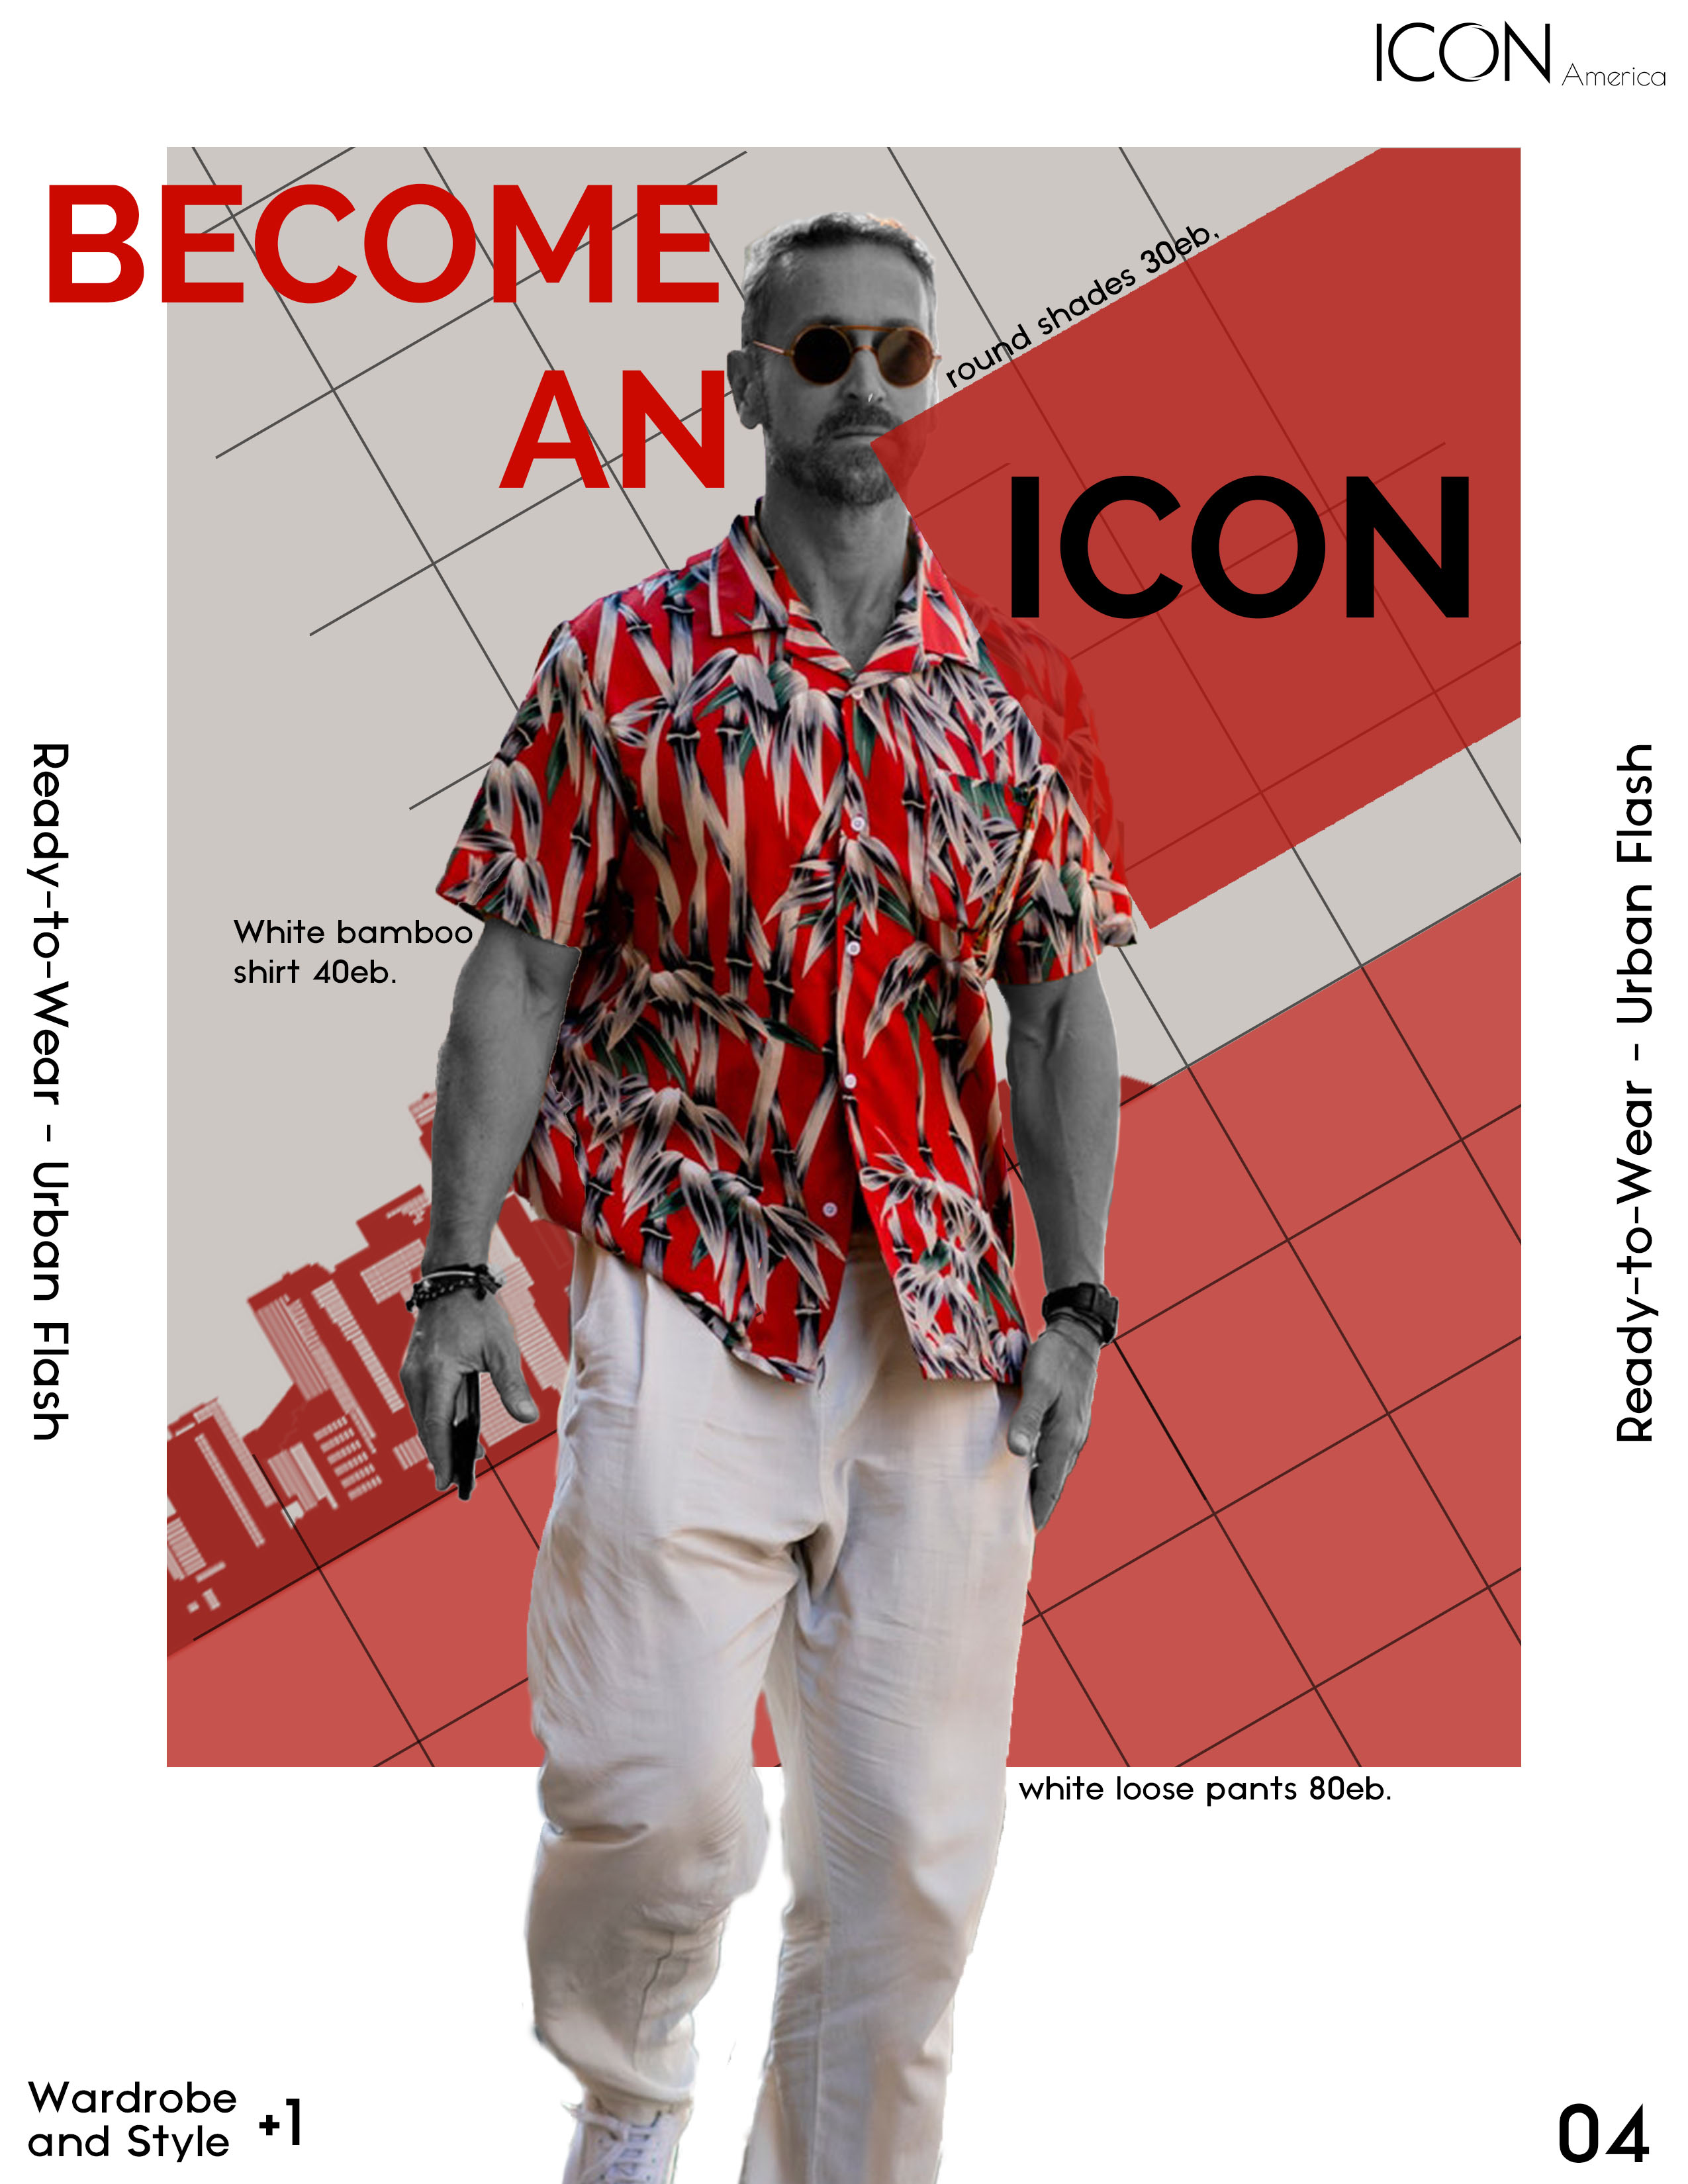 ICON America
BECOME
AN
ICON
round shades 30eb.
White bamboo
shirt 40eb.
Ready-to-Wear - Urban Flash
Ready-to-Wear - Urban Flash
white loose pants 80eb.
Wardrobe
and Style
+1
04